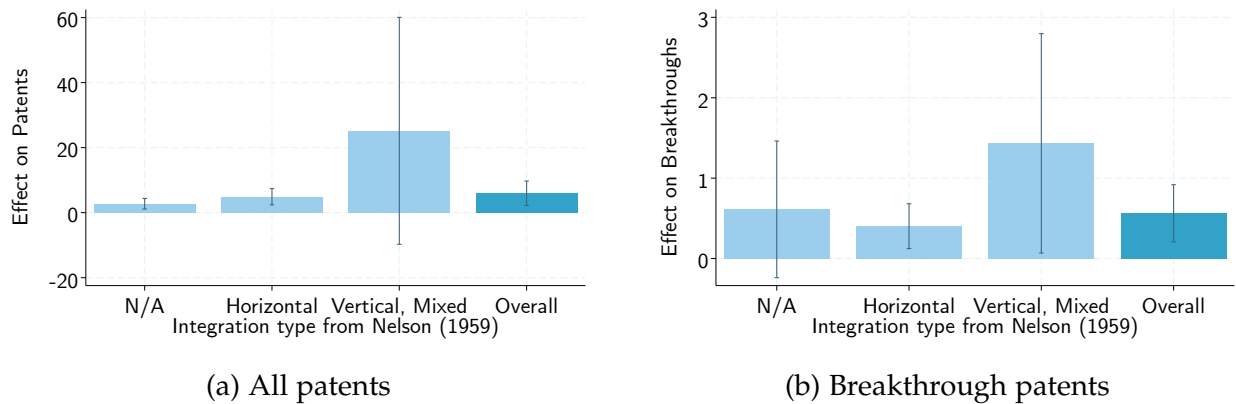 Effect on Patents
60
40
20
0
-20
N/A Horizontal Vertical, Mixed Overall
Integration type from Nelson (1959)
(a) All patents
Effect on Breakthroughs
3
2
1
0
N/A Horizontal Vertical, Mixed Overall
Integration type from Nelson (1959)
(b) Breakthrough patents